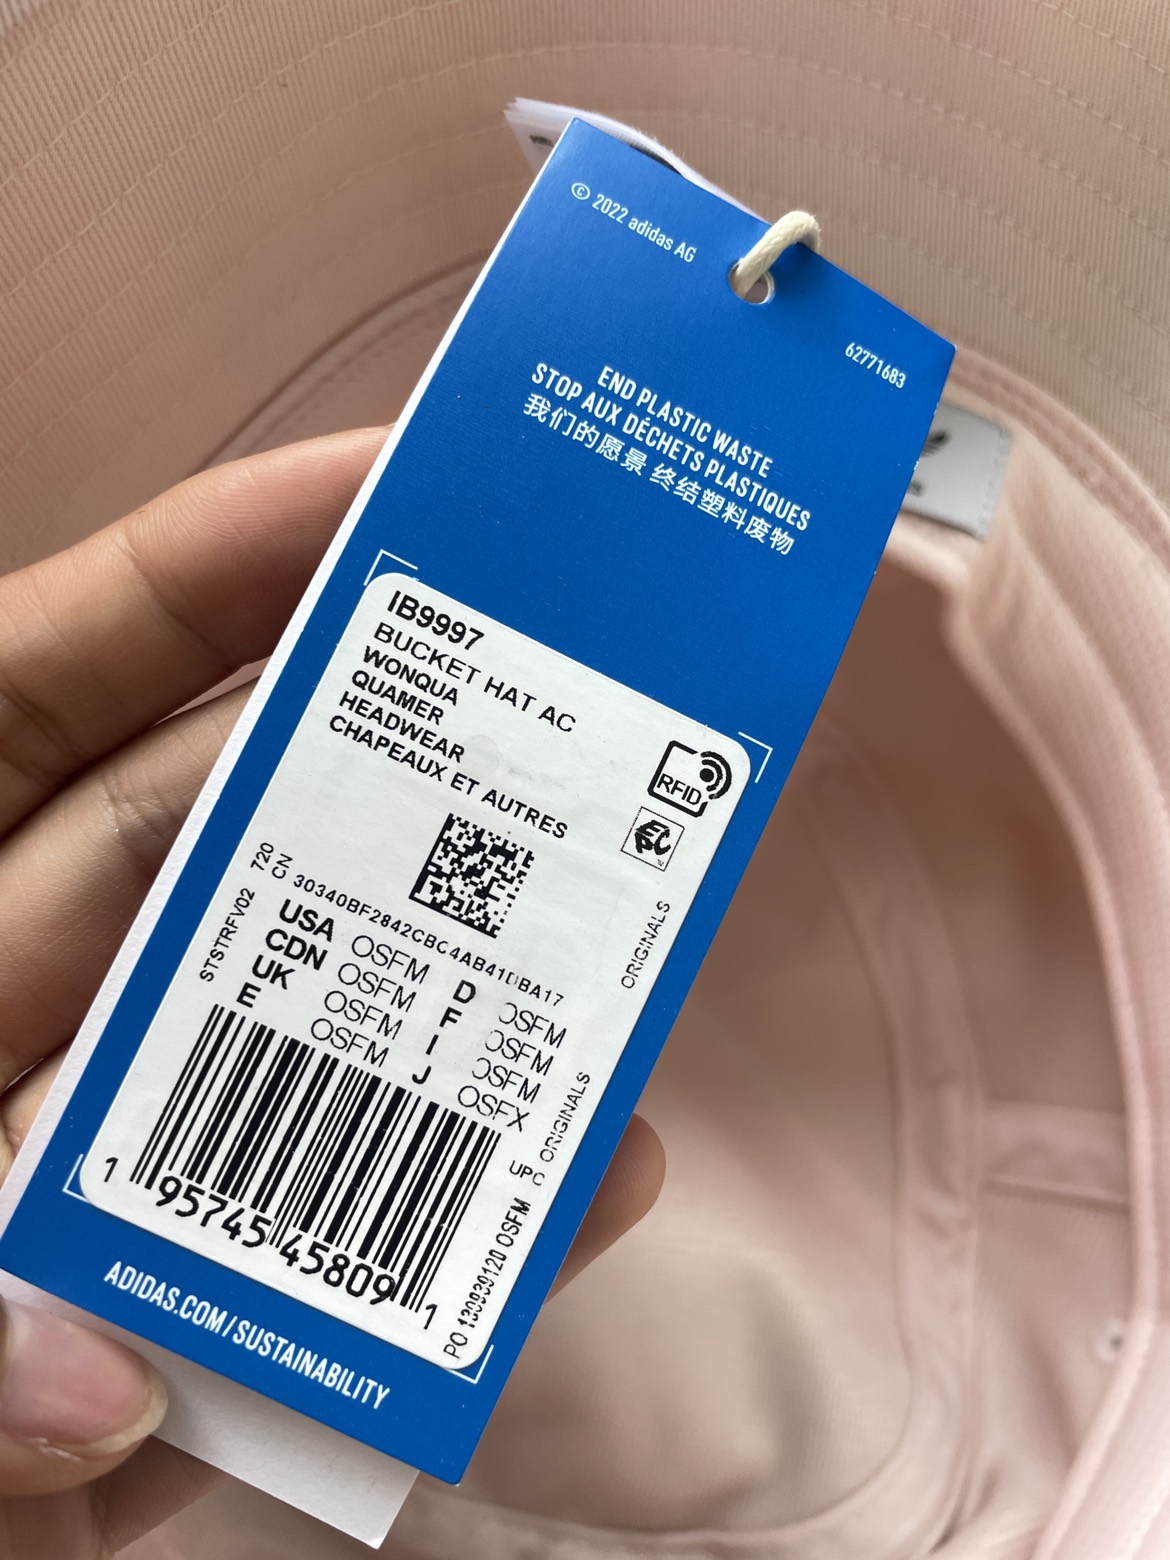 © 2022 adidas AG
62771683
END PLASTIC WASTE
STOP AUX DÉCHETS PLASTIQUES
我们的愿景 终结塑料废物
IB9997
BUCKET HAT AC
WONQUA
QUAMER
HEADWEAR
CHAPEAUX ET AUTRES
RFID
ORIGINALS
720
CN
STSTRFV02
USA OSFM D OSFM
CDN OSFM F OSFM
UK OSFM I OSFM
E OSFM J OSFX
ORIGINALS
UPC
1 95745 45809 1
PO 130939120 OSFM
ADIDAS.COM/SUSTAINABILITY